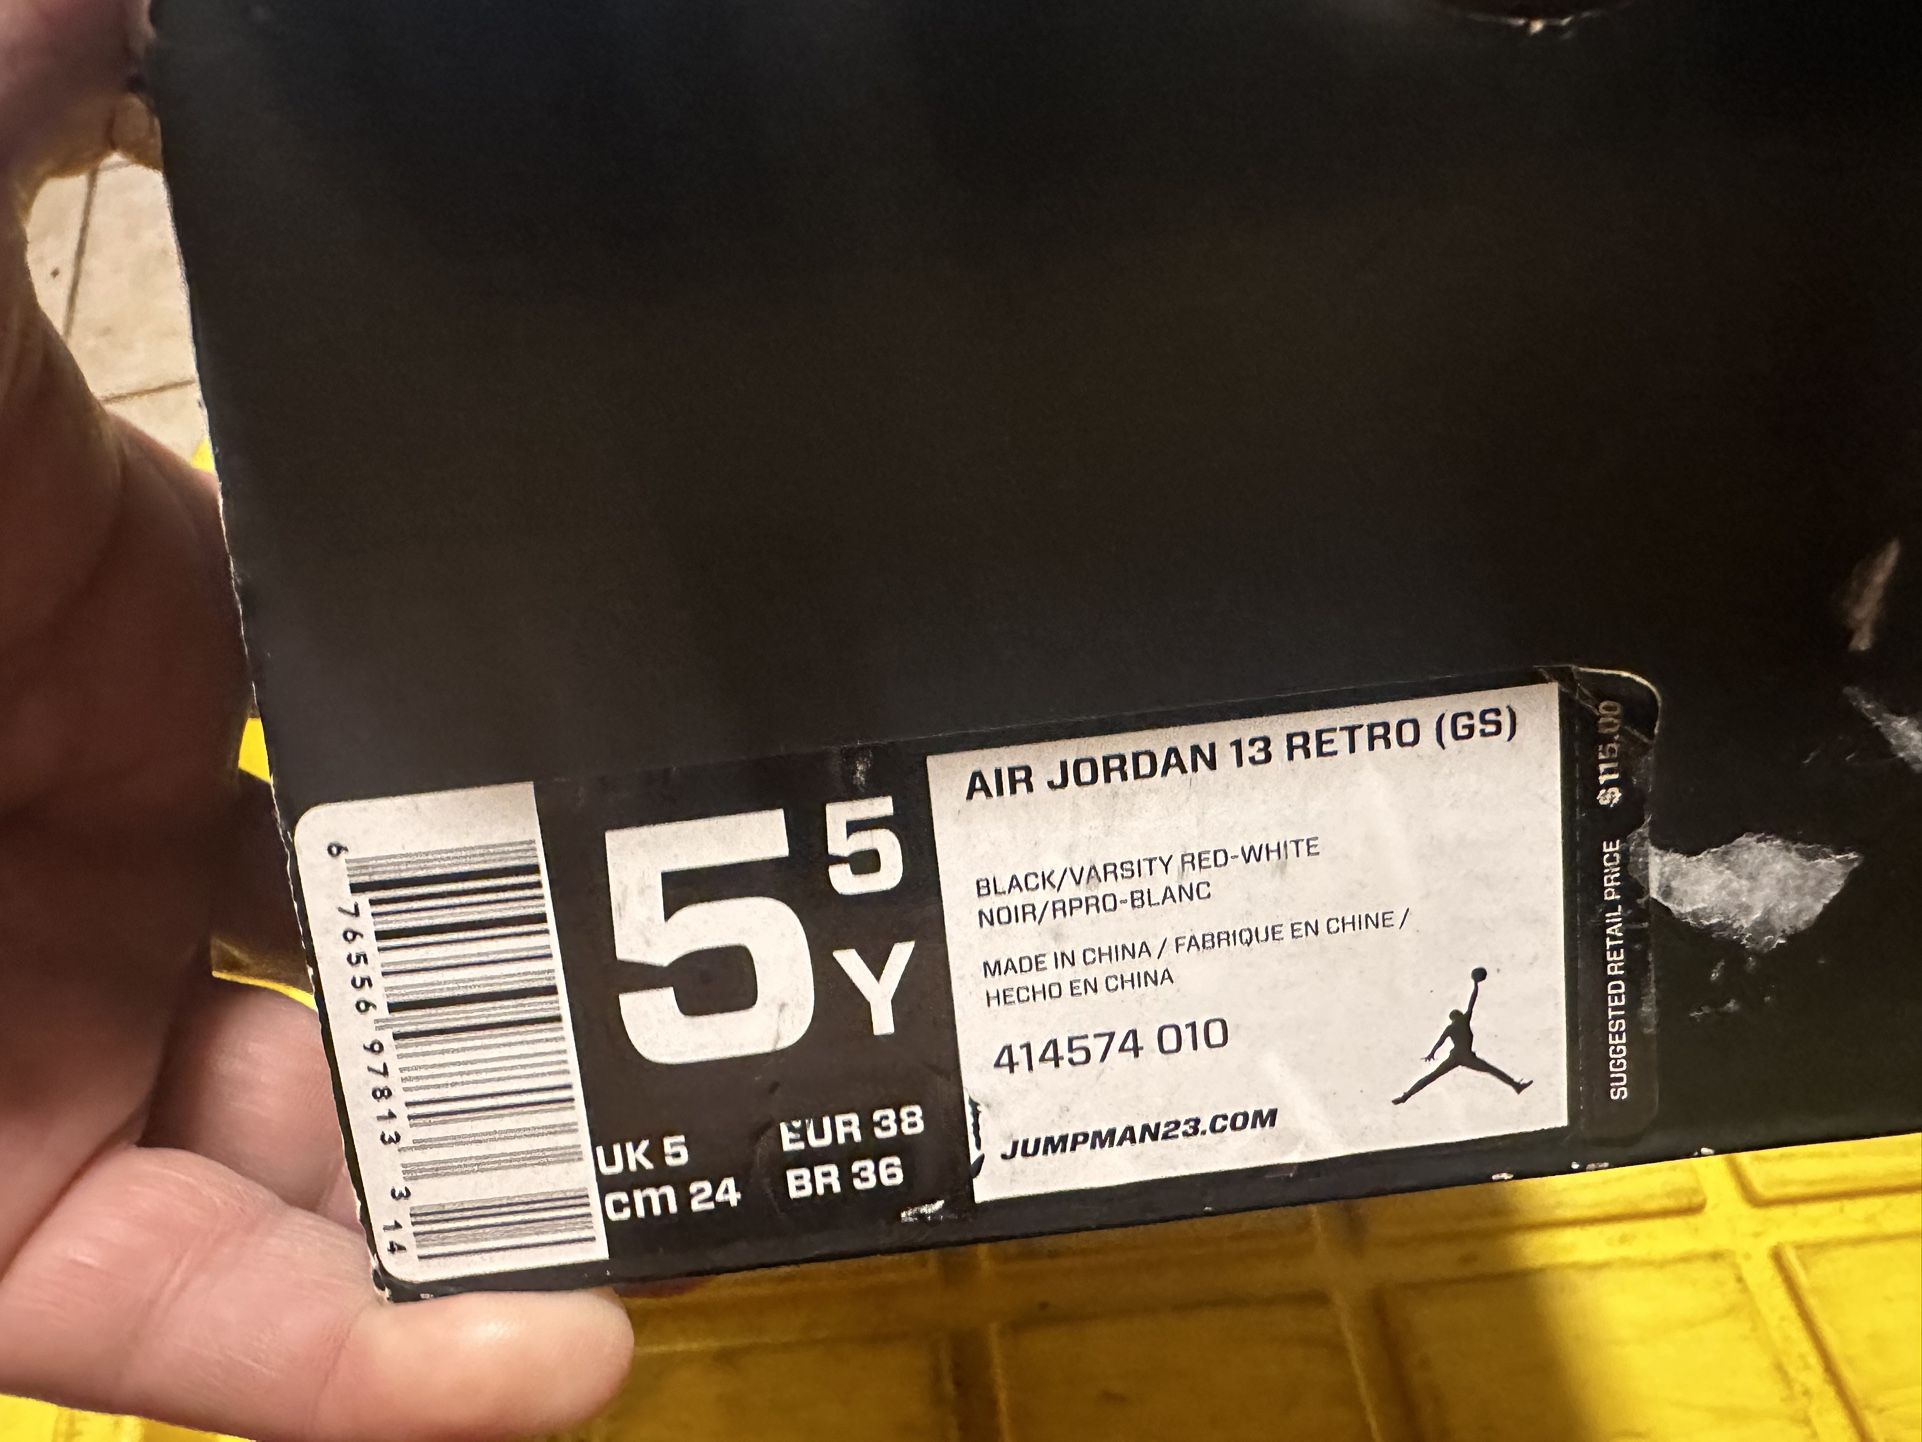 6 76556 97813 3 14
5 5
Y
UK 5 EUR 38
cm 24 BR 36
AIR JORDAN 13 RETRO (GS)
BLACK/VARSITY RED-WHITE
NOIR/RPRO-BLANC
MADE IN CHINA / FABRIQUE EN CHINE /
HECHO EN CHINA
414574 010
JUMPMAN23.COM
SUGGESTED RETAIL PRICE $115.00